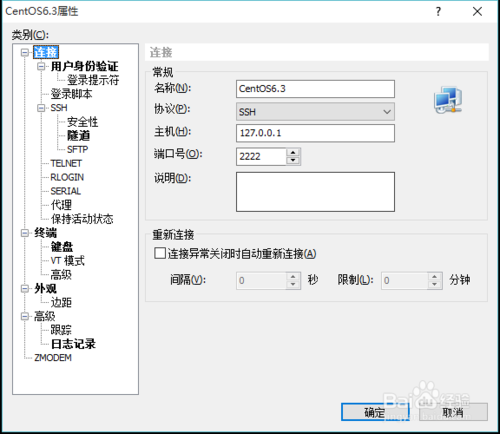 CentOS6.3属性
类别(C):
连接
用户身份验证
登录提示符
登录脚本
SSH
安全性
隧道
SFTP
TELNET
RLOGIN
SERIAL
代理
保持活动状态
终端
键盘
VT 模式
高级
外观
边距
高级
跟踪
日志记录
ZMODEM
连接
常规
名称(N): CentOS6.3
协议(P): SSH
主机(H): 127.0.0.1
端口号(O): 2222
说明(D):
重新连接
连接异常关闭时自动重新连接(A)
间隔(V): 0 秒 限制(L): 0 分钟
确定 取消
Baidu 经验